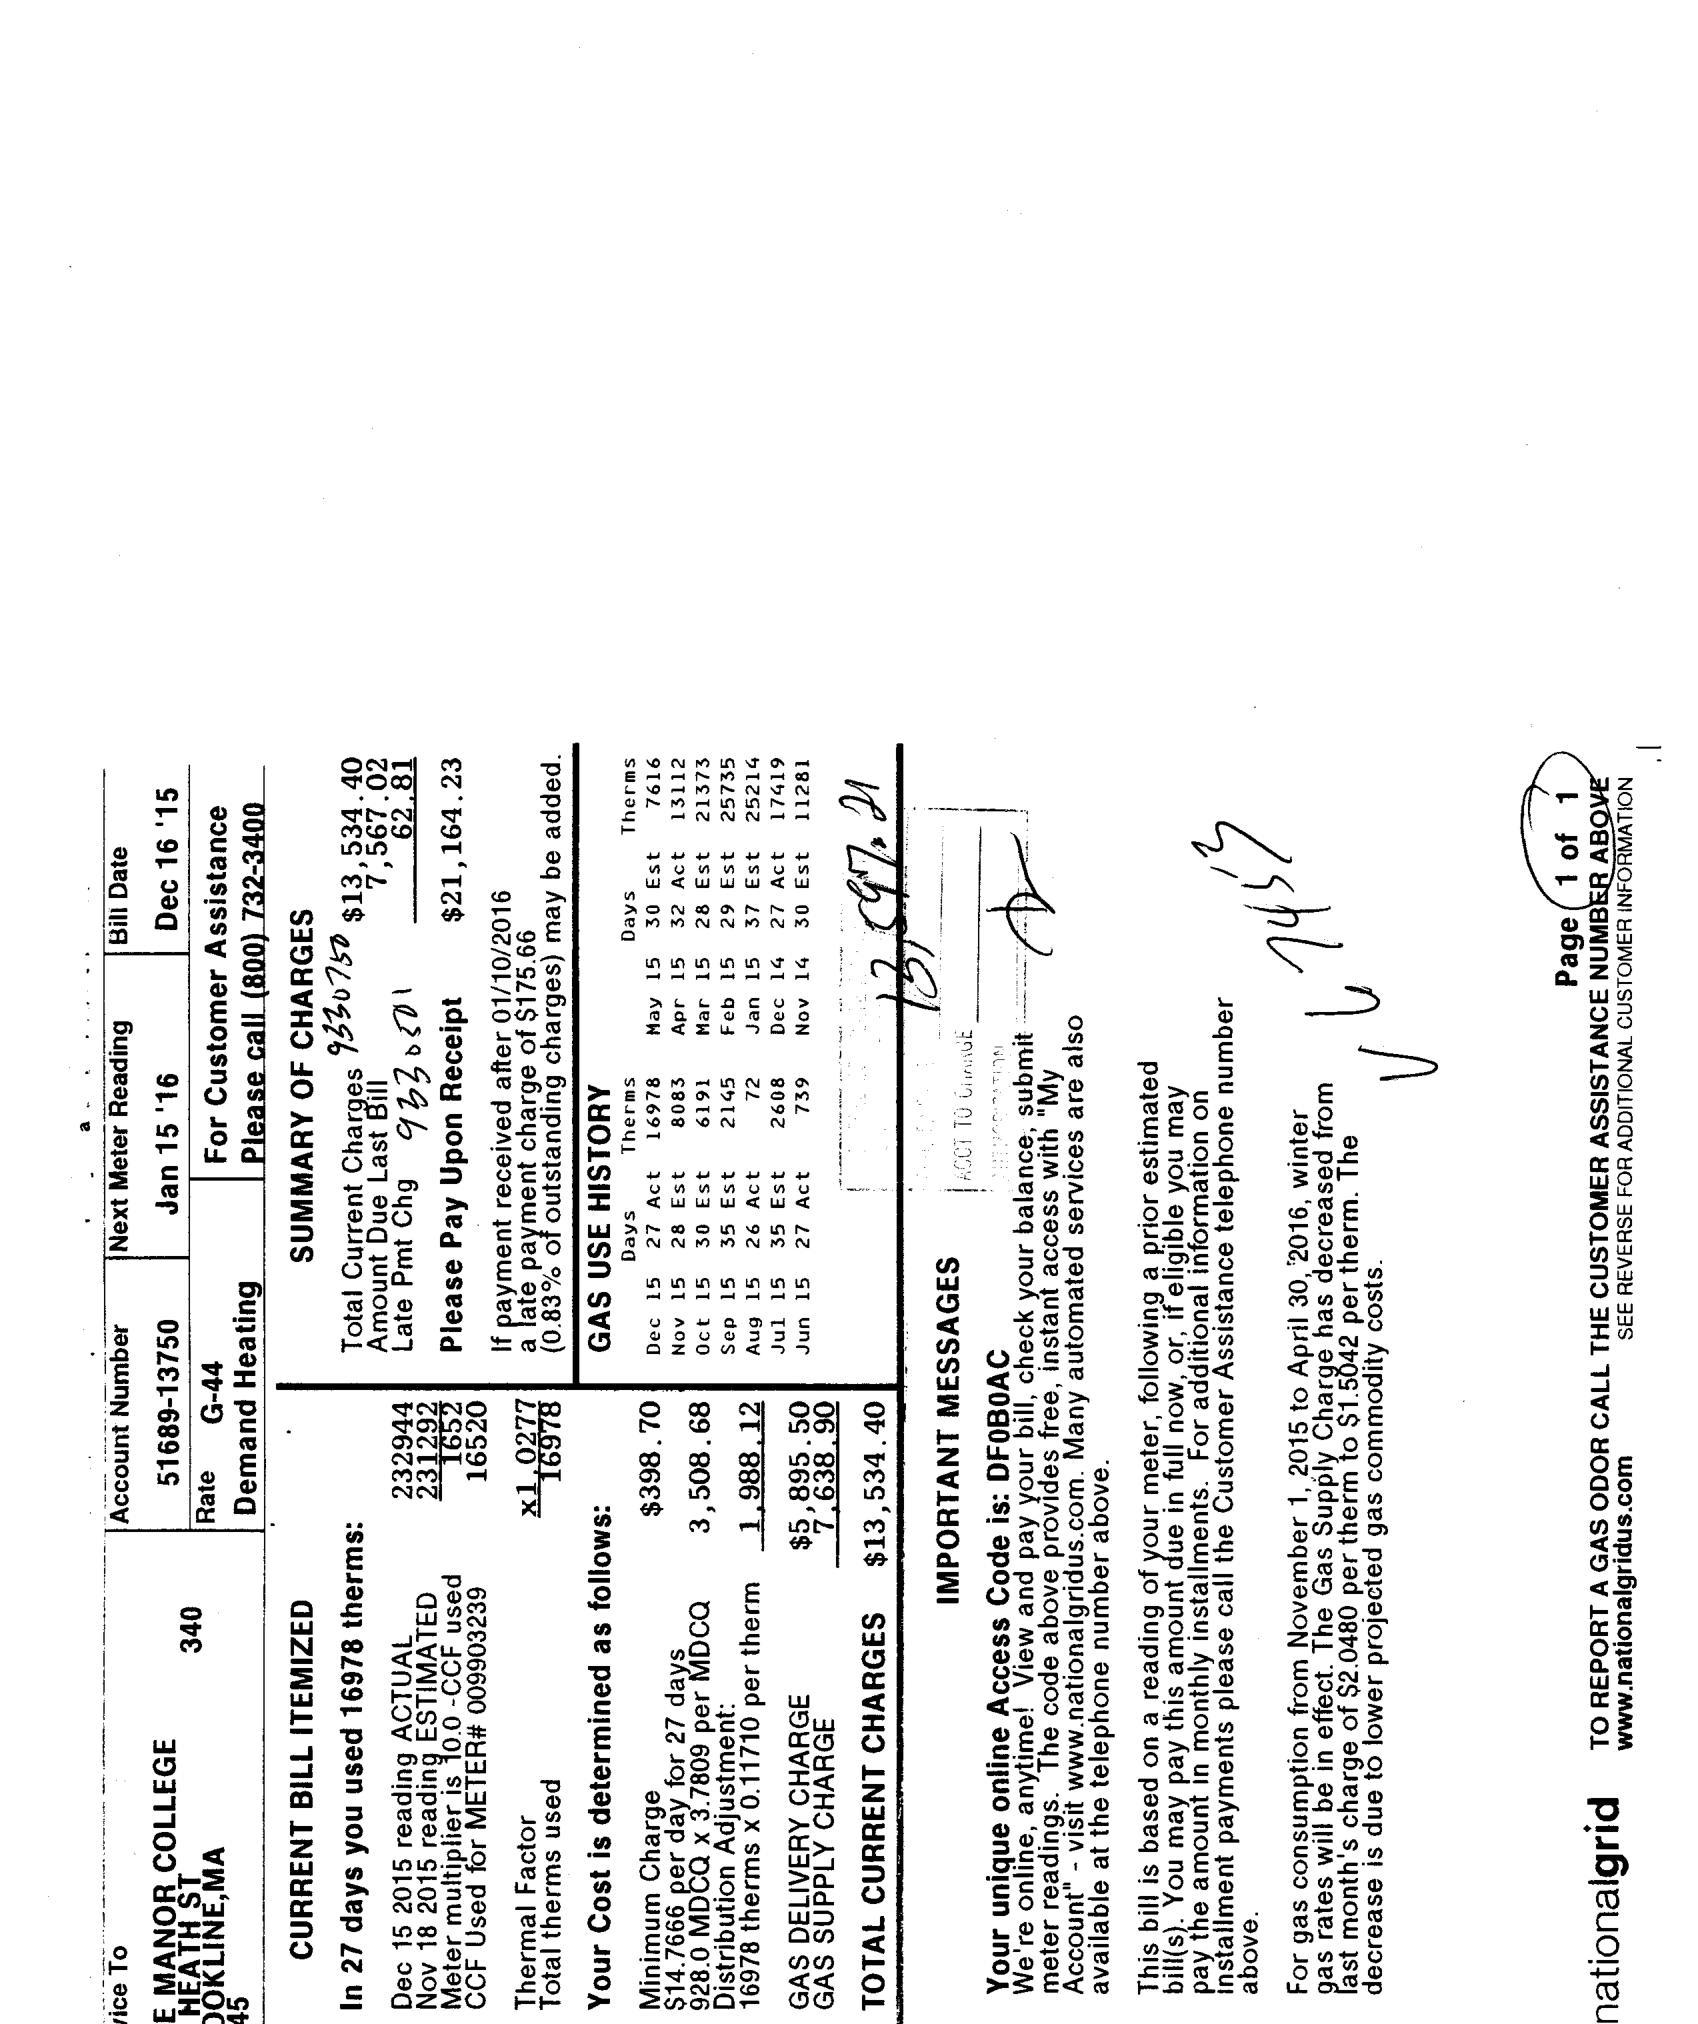 vice To
E MANOR COLLEGE
HEATH ST 340
OOKLINE,MA
45
Account Number
51689-13750
Next Meter Reading
Jan 15 '16
Bill Date
Dec 16 '15
Rate G-44
Demand Heating
For Customer Assistance
Please call (800) 732-3400
CURRENT BILL ITEMIZED
In 27 days you used 16978 therms:
Dec 15 2015 reading ACTUAL 232944
Nov 18 2015 reading ESTIMATED 231292
Meter multiplier is 10.0 -CCF used 1652
CCF Used for METER# 009903239 16520
Thermal Factor x1.0277
Total therms used 16978
Your Cost is determined as follows:
Minimum Charge
$14.7666 per day for 27 days $398.70
928.0 MDCQ x 3.7809 per MDCQ 3,508.68
Distribution Adjustment:
16978 therms x 0.11710 per therm 1,988.12
GAS DELIVERY CHARGE $5,895.50
GAS SUPPLY CHARGE 7,638.90
TOTAL CURRENT CHARGES $13,534.40
SUMMARY OF CHARGES
Total Current Charges 9330750 $13,534.40
Amount Due Last Bill 7,567.02
Late Pmt Chg 9330501 62.81
Please Pay Upon Receipt $21,164.23
If payment received after 01/10/2016
a late payment charge of $175.66
(0.83% of outstanding charges) may be added.
GAS USE HISTORY
Days Therms Days Therms
Dec 15 27 Act 16978 May 15 30 Est 7616
Nov 15 28 Est 8083 Apr 15 32 Act 13112
Oct 15 30 Est 6191 Mar 15 28 Est 21373
Sep 15 35 Est 2145 Feb 15 29 Est 25735
Aug 15 26 Act 72 Jan 15 37 Est 25214
Jul 15 35 Est 2608 Dec 14 27 Act 17419
Jun 15 27 Act 739 Nov 14 30 Est 11281
13,597.21
ACCT TO CHARGE
IMPORTANT MESSAGES
Your unique online Access Code is: DF0B0AC
We're online, anytime! View and pay your bill, check your balance, submit
meter readings. The code above provides free, instant access with "My
Account" - visit www.nationalgridus.com. Many automated services are also
available at the telephone number above.
This bill is based on a reading of your meter, following a prior estimated
bill(s). You may pay this amount due in full now, or, if eligible you may
pay the amount in monthly installments. For additional information on
installment payments please call the Customer Assistance telephone number
above.
For gas consumption from November 1, 2015 to April 30, 2016, winter
gas rates will be in effect. The Gas Supply Charge has decreased from
last month's charge of $2.0480 per therm to $1.5042 per therm. The
decrease is due to lower projected gas commodity costs.
V 7453
Page 1 of 1
nationalgrid
TO REPORT A GAS ODOR CALL THE CUSTOMER ASSISTANCE NUMBER ABOVE
www.nationalgridus.com SEE REVERSE FOR ADDITIONAL CUSTOMER INFORMATION